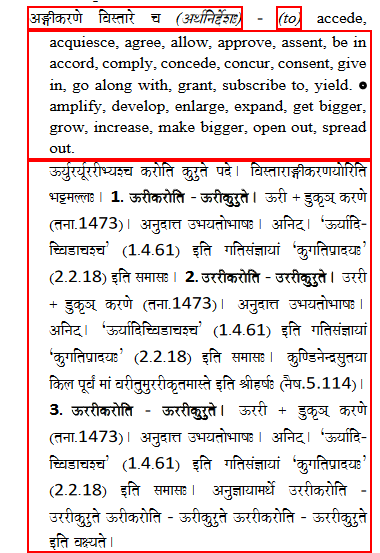 अङ्गीकरणे विस्तारे च (अर्थनिर्देशः) - (to) accede,
acquiesce, agree, allow, approve, assent, be in
accord, comply, concede, concur, consent, give
in, go along with, grant, subscribe to, yield. ●
amplify, develop, enlarge, expand, get bigger,
grow, increase, make bigger, open out, spread
out.
ऊर्युरर्यूररीभ्यश्च करोति कुरुते पदे। विस्ताराङ्गीकरणयोरिति
भट्टमल्लः। 1. ऊरीकरोति - ऊरीकुरुते। ऊरी + डुकृञ् करणे
(तना.1473)। अनुदात्त उभयतोभाषः। अनिट्। ‘ऊर्यादि-
च्विडाचश्च’ (1.4.61) इति गतिसंज्ञायां ‘कुगतिप्रादयः’
(2.2.18) इति समासः। 2. उररीकरोति - उररीकुरुते। उररी
+ डुकृञ् करणे (तना.1473)। अनुदात्त उभयतोभाषः।
अनिट्। ‘ऊर्यादिच्विडाचश्च’ (1.4.61) इति गतिसंज्ञायां
‘कुगतिप्रादयः’ (2.2.18) इति समासः। कुण्डिनेन्द्रसुतया
किल पूर्वं मां वरीतुमुररीकृतमास्ते इति श्रीहर्षः (नैष.5.114)।
3. ऊररीकरोति - ऊररीकुरुते। ऊररी + डुकृञ् करणे
(तना.1473)। अनुदात्त उभयतोभाषः। अनिट्। ‘ऊर्यादि-
च्विडाचश्च’ (1.4.61) इति गतिसंज्ञायां ‘कुगतिप्रादयः’
(2.2.18) इति समासः। अनुज्ञायामर्थे उररीकरोति -
उररीकुरुते ऊरीकरोति - ऊरीकुरुते ऊररीकरोति - ऊररीकुरुते
इति वक्ष्यते।